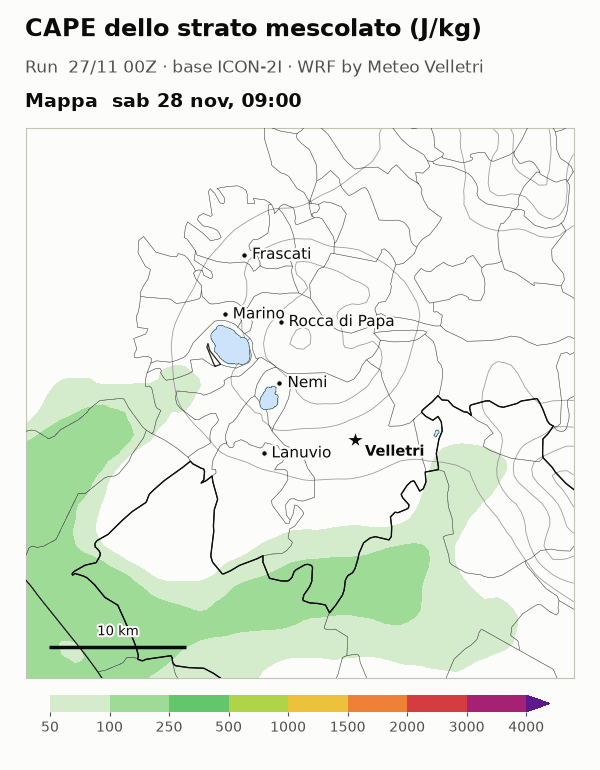 CAPE dello strato mescolato (J/kg)
Run  27/11 00Z · base ICON-2I · WRF by Meteo Velletri
Mappa  sab 28 nov, 09:00
Frascati
Marino
Rocca di Papa
Nemi
Velletri
Lanuvio
10 km
50 100 250 500 1000 1500 2000 3000 4000